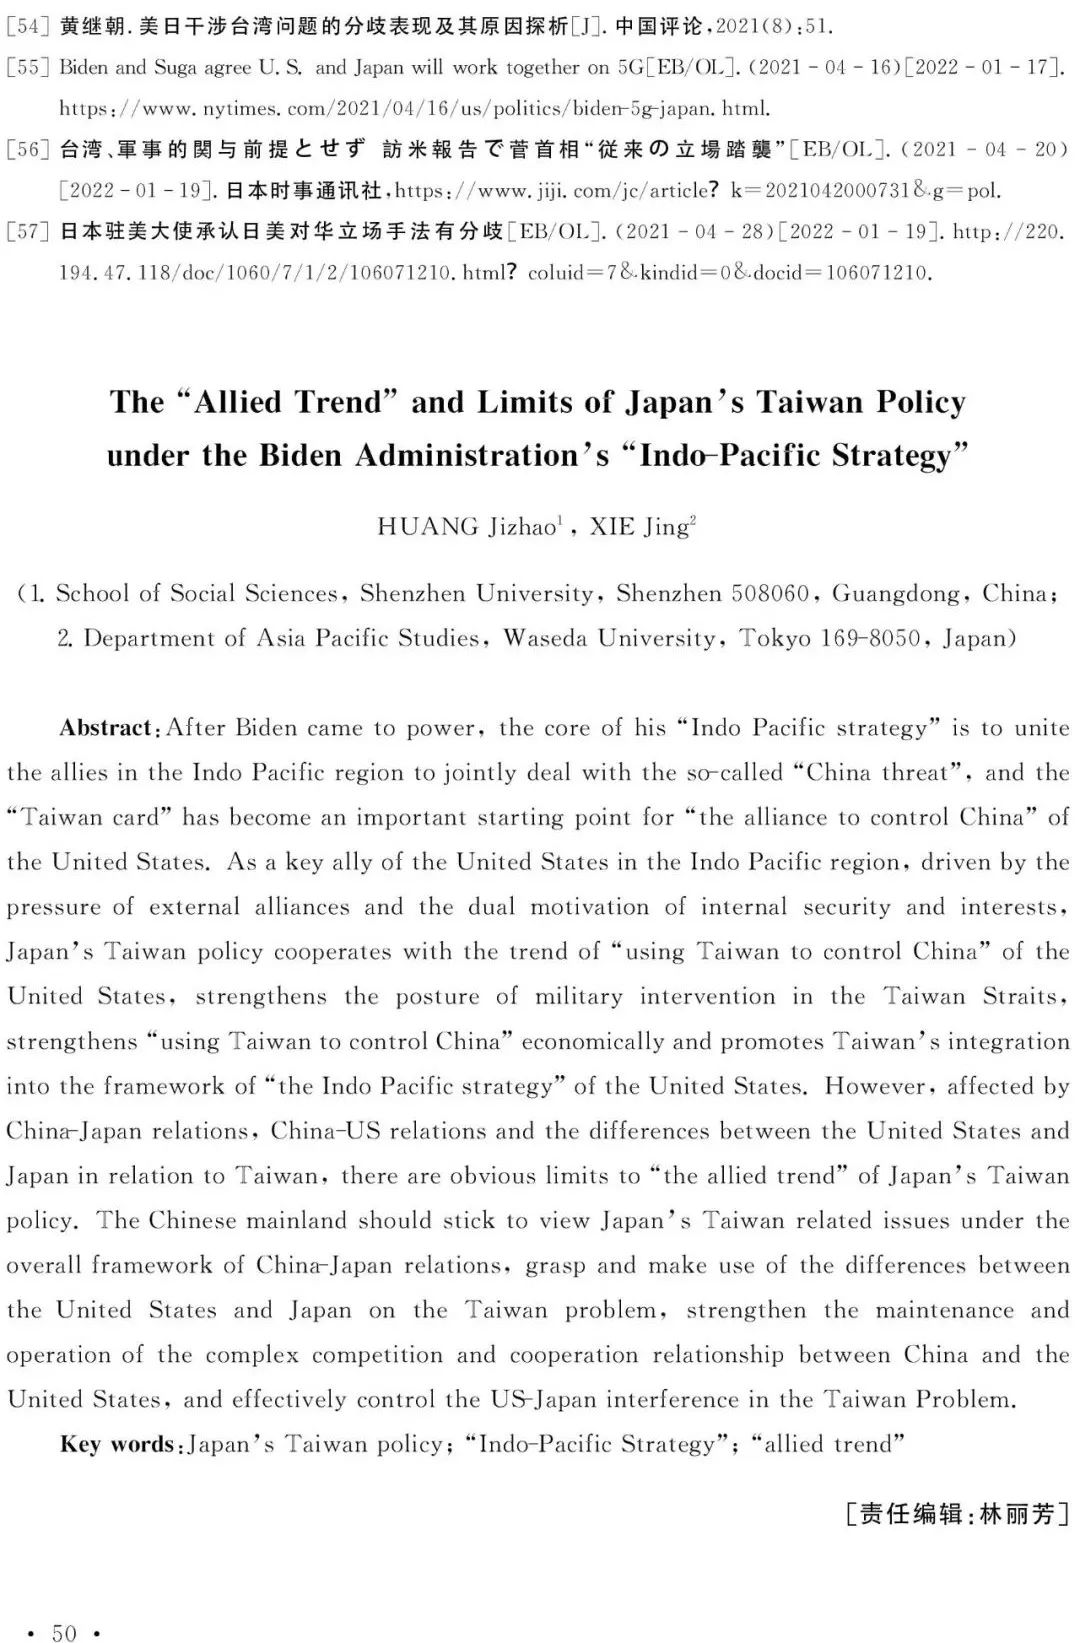 [54] 黄继朝. 美日干涉台湾问题的分歧表现及其原因探析[J]. 中国评论,2021(8):51.
[55] Biden and Suga agree U. S. and Japan will work together on 5G[EB/OL]. (2021-04-16)[2022-01-17].
https://www. nytimes. com/2021/04/16/us/politics/biden-5g-japan. html.
[56] 台湾、軍事的関与前提とせず 訪米報告で菅首相“従来の立場踏襲”[EB/OL]. (2021-04-20)
[2022-01-19]. 日本时事通讯社,https://www. jiji. com/jc/article? k=2021042000731&g=pol.
[57] 日本驻美大使承认日美对华立场手法有分歧[EB/OL]. (2021-04-28)[2022-01-19]. http://220.
194. 47. 118/doc/1060/7/1/2/106071210. html? coluid=7&kindid=0&docid=106071210.
The “Allied Trend” and Limits of Japan’s Taiwan Policy
under the Biden Administration’s “Indo-Pacific Strategy”
HUANG Jizhao1, XIE Jing2
(1. School of Social Sciences, Shenzhen University, Shenzhen 508060, Guangdong, China;
2. Department of Asia Pacific Studies, Waseda University, Tokyo 169-8050, Japan)
Abstract: After Biden came to power, the core of his “Indo Pacific strategy” is to unite
the allies in the Indo Pacific region to jointly deal with the so-called “China threat”, and the
“Taiwan card” has become an important starting point for “the alliance to control China” of
the United States. As a key ally of the United States in the Indo Pacific region, driven by the
pressure of external alliances and the dual motivation of internal security and interests,
Japan’s Taiwan policy cooperates with the trend of “using Taiwan to control China” of the
United States, strengthens the posture of military intervention in the Taiwan Straits,
strengthens “using Taiwan to control China” economically and promotes Taiwan’s integration
into the framework of “the Indo Pacific strategy” of the United States. However, affected by
China-Japan relations, China-US relations and the differences between the United States and
Japan in relation to Taiwan, there are obvious limits to “the allied trend” of Japan’s Taiwan
policy. The Chinese mainland should stick to view Japan’s Taiwan related issues under the
overall framework of China-Japan relations, grasp and make use of the differences between
the United States and Japan on the Taiwan problem, strengthen the maintenance and
operation of the complex competition and cooperation relationship between China and the
United States, and effectively control the US-Japan interference in the Taiwan Problem.
Key words: Japan’s Taiwan policy; “Indo-Pacific Strategy”; “allied trend”
[责任编辑:林丽芳]
· 50 ·